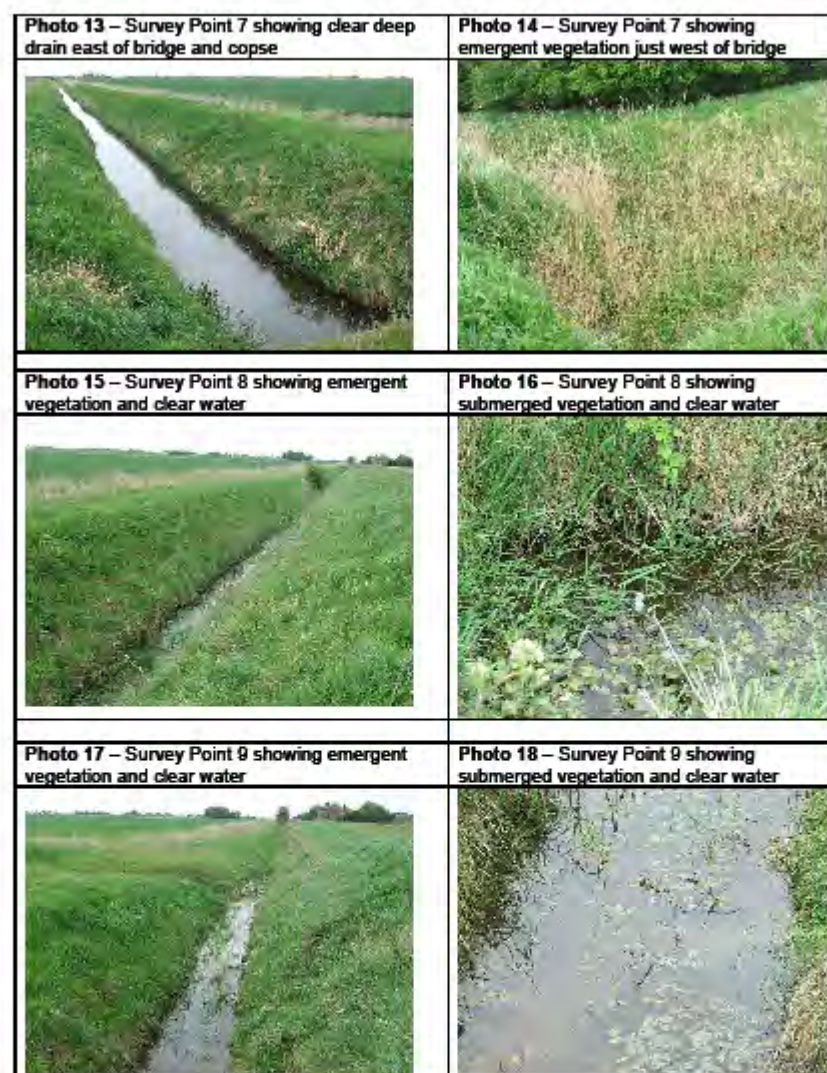 Photo 13 – Survey Point 7 showing clear deep
drain east of bridge and copse
Photo 14 – Survey Point 7 showing
emergent vegetation just west of bridge
Photo 15 – Survey Point 8 showing emergent
vegetation and clear water
Photo 16 – Survey Point 8 showing
submerged vegetation and clear water
Photo 17 – Survey Point 9 showing emergent
vegetation and clear water
Photo 18 – Survey Point 9 showing
submerged vegetation and clear water